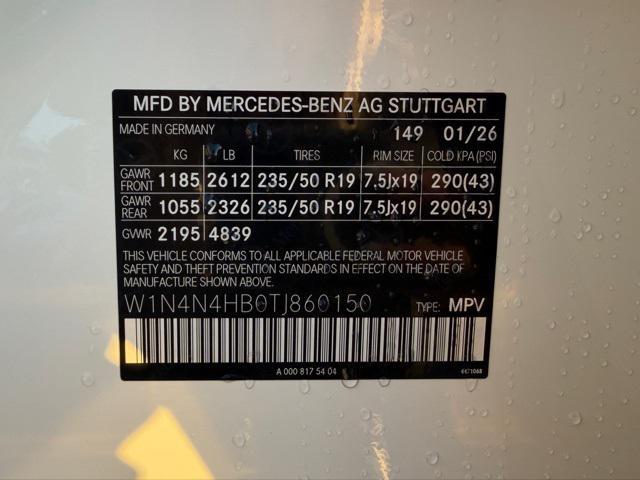 MFD BY MERCEDES-BENZ AG STUTTGART
MADE IN GERMANY 149 01/26
KG LB TIRES RIM SIZE COLD KPA (PSI)
GAWR FRONT 1185 2612 235/50 R19 7.5Jx19 290(43)
GAWR REAR 1055 2326 235/50 R19 7.5Jx19 290(43)
GVWR 2195 4839
THIS VEHICLE CONFORMS TO ALL APPLICABLE FEDERAL MOTOR VEHICLE
SAFETY AND THEFT PREVENTION STANDARDS IN EFFECT ON THE DATE
OF MANUFACTURE SHOWN ABOVE.
W1N4N4HB0TJ860150 TYPE: MPV
A 000 817 54 04